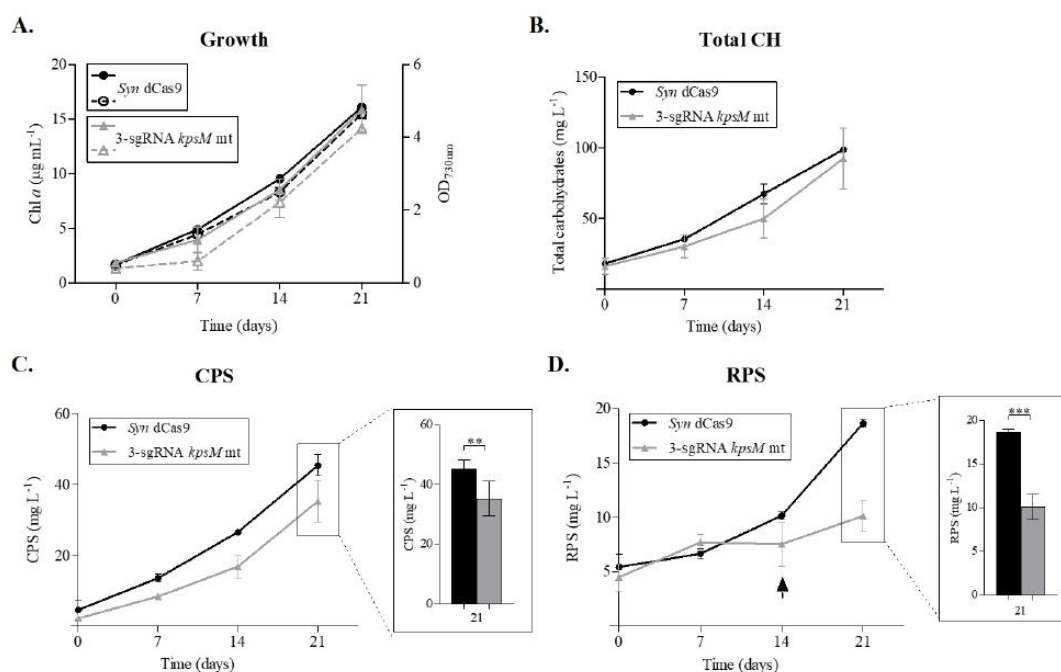 A.
Growth
Syn dCas9
3-sgRNA kpsM mt
Chl a (µg mL⁻¹)
20
15
10
5
0
6
4
2
0
OD730nm
0 7 14 21
Time (days)
B.
Total CH
Syn dCas9
3-sgRNA kpsM mt
Total carbohydrates (mg L⁻¹)
150
100
50
0 7 14 21
Time (days)
C.
CPS
Syn dCas9
3-sgRNA kpsM mt
CPS (mg L⁻¹)
60
40
20
0 7 14 21
Time (days)
CPS (mg L⁻¹)
60
40
20
0
**
21
D.
RPS
Syn dCas9
3-sgRNA kpsM mt
RPS (mg L⁻¹)
20
15
10
5
0 7 14 21
Time (days)
RPS (mg L⁻¹)
20
15
10
5
0
***
21